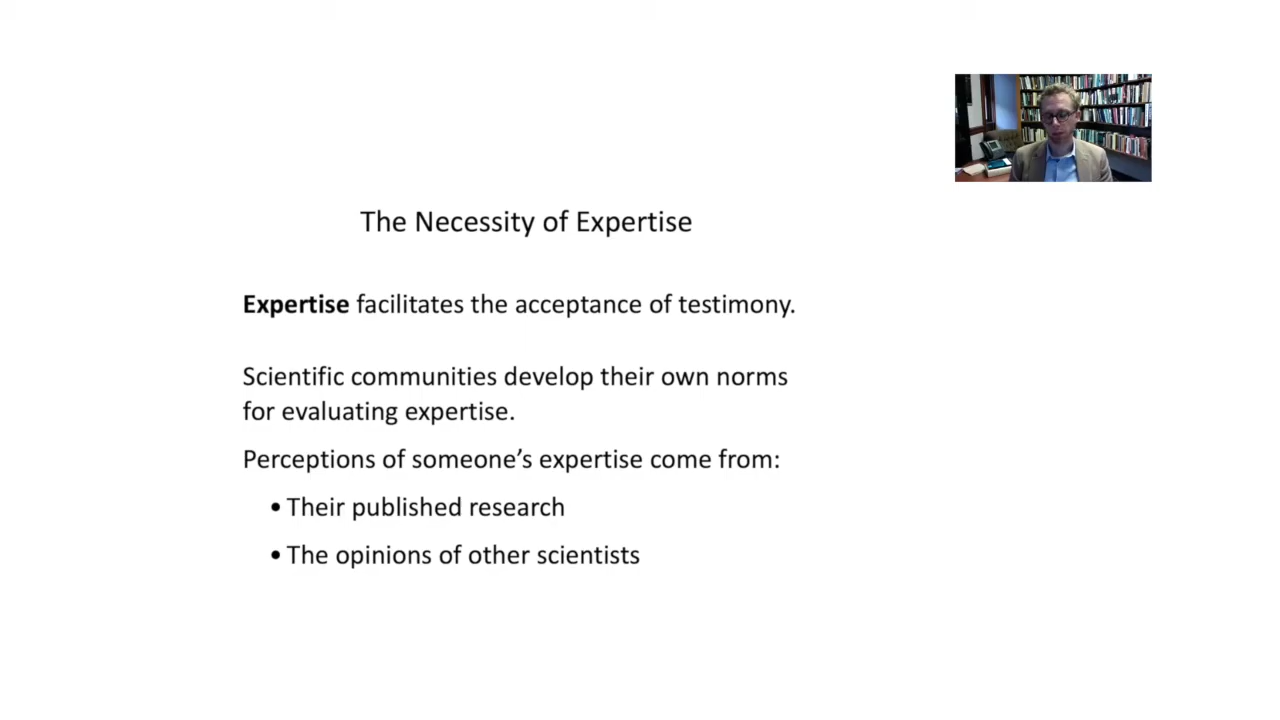 The Necessity of Expertise
Expertise facilitates the acceptance of testimony.
Scientific communities develop their own norms
for evaluating expertise.
Perceptions of someone’s expertise come from:
• Their published research
• The opinions of other scientists